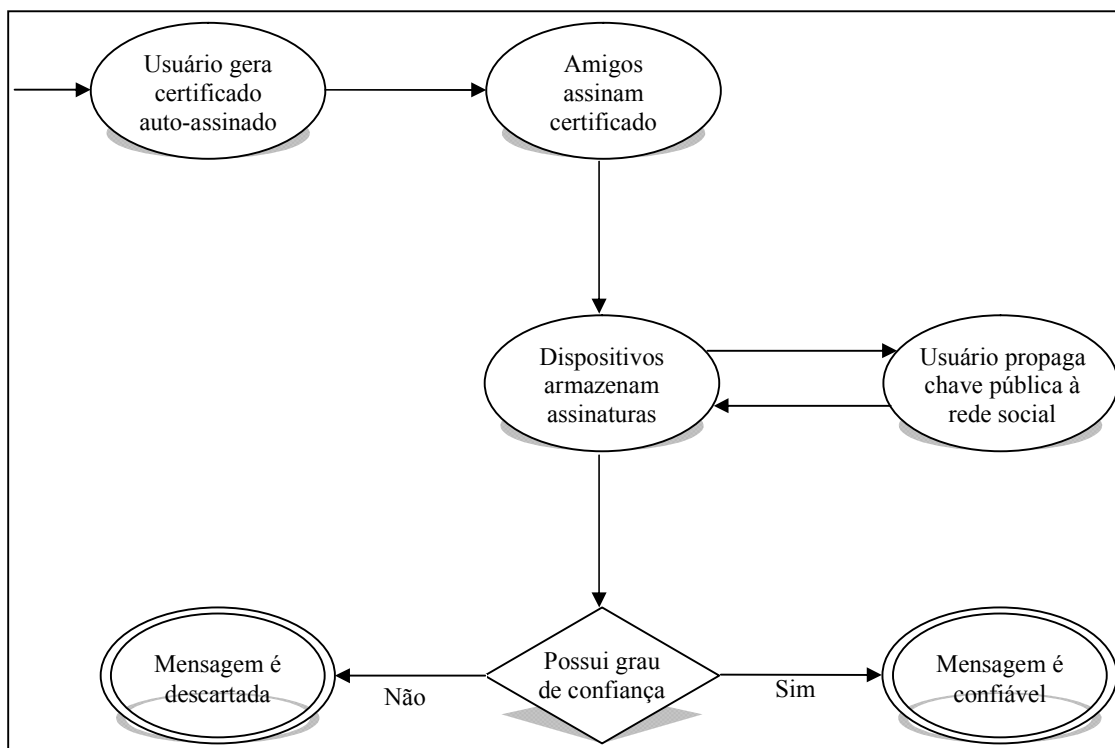 Usuário gera
certificado
auto-assinado
Amigos
assinam
certificado
Dispositivos
armazenam
assinaturas
Usuário propaga
chave pública à
rede social
Mensagem é
descartada
Não
Possui grau
de confiança
Sim
Mensagem é
confiável